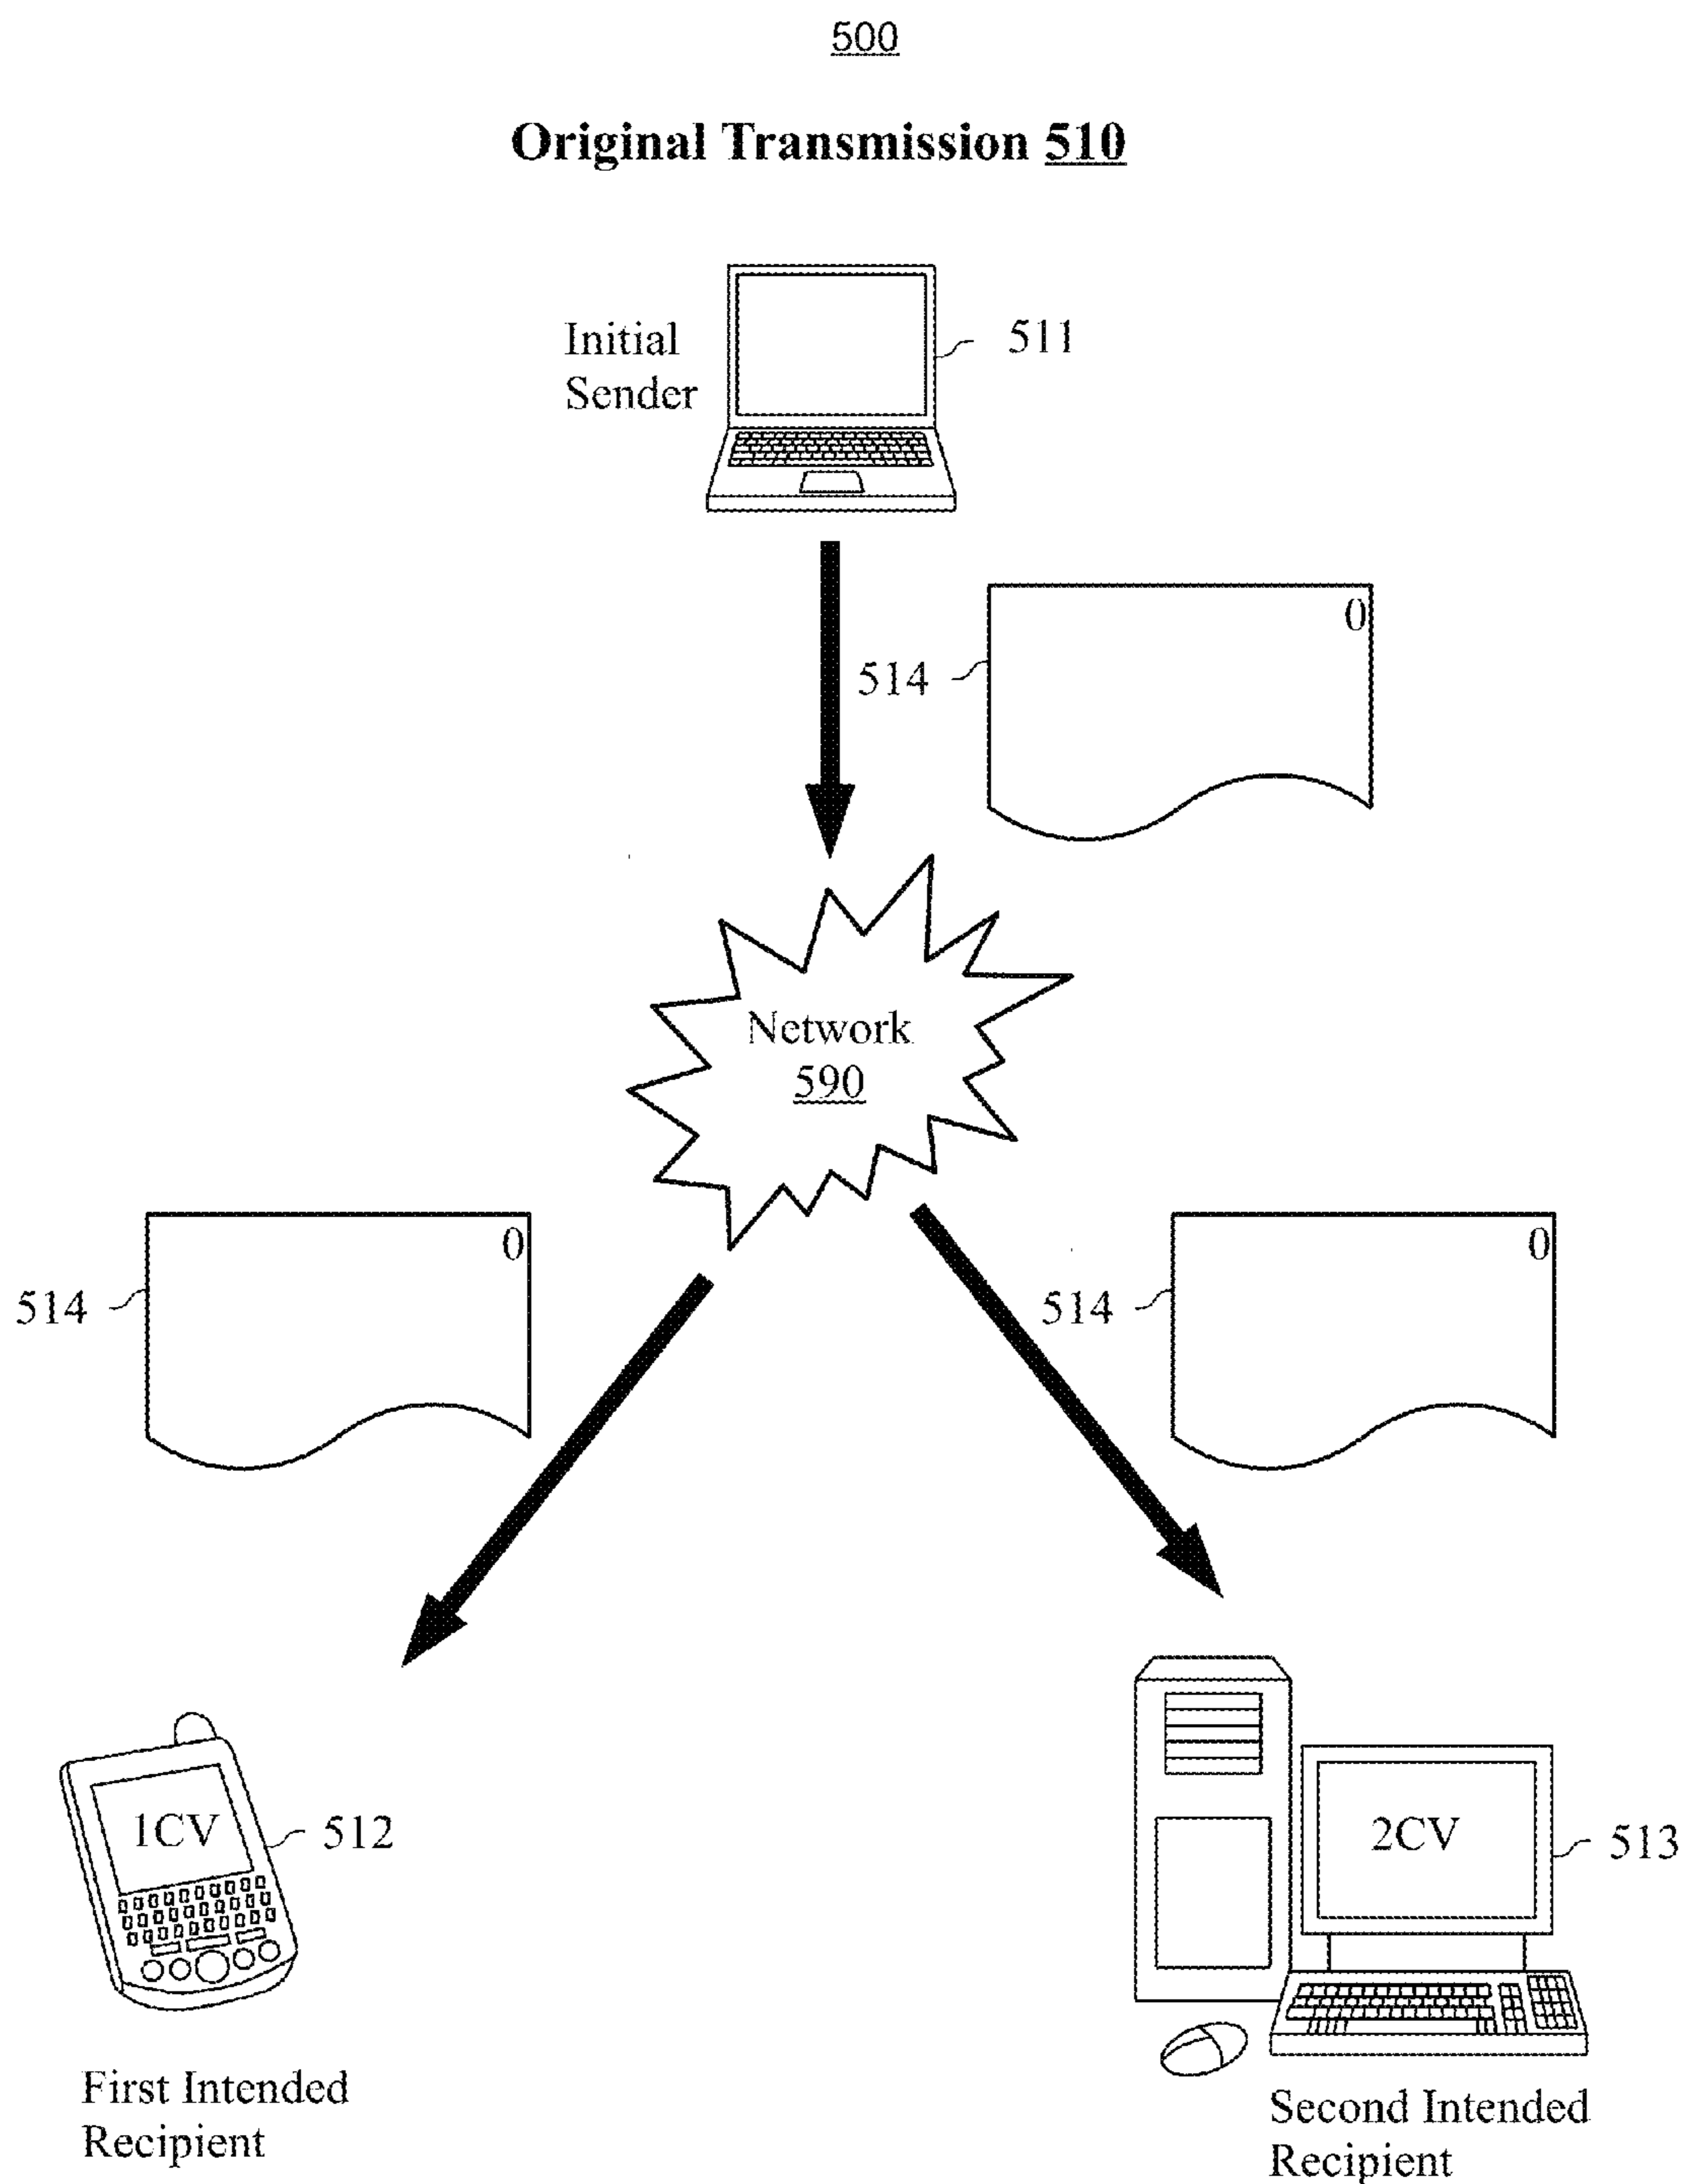 500
Original Transmission 510
Initial
Sender
511
0
514
Network
590
0
514
0
514
1CV
512
2CV
513
First Intended
Recipient
Second Intended
Recipient